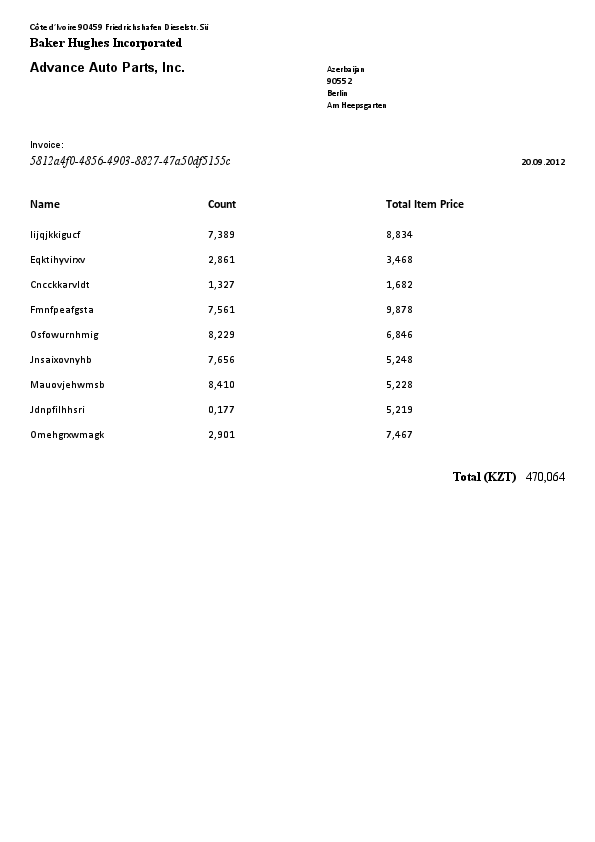 Côte d'Ivoire 90459 Friedrichshafen Dieselstr. Sü
Baker Hughes Incorporated
Advance Auto Parts, Inc.
Azerbaijan
90552
Berlin
Am Heepsgarten
Invoice:
5812a4f0-4856-4903-8827-47a50df5155c
20.09.2012
Name Count Total Item Price
Iijqjkkigucf 7,389 8,834
Eqktihyvirxv 2,861 3,468
Cncckkarvldt 1,327 1,682
Fmnfpeafgsta 7,561 9,878
Osfowurnhmig 8,229 6,846
Jnsaixovnyhb 7,656 5,248
Mauovjehwmsb 8,410 5,228
Jdnpfilhhsri 0,177 5,219
Omehgrxwmagk 2,901 7,467
Total (KZT) 470,064